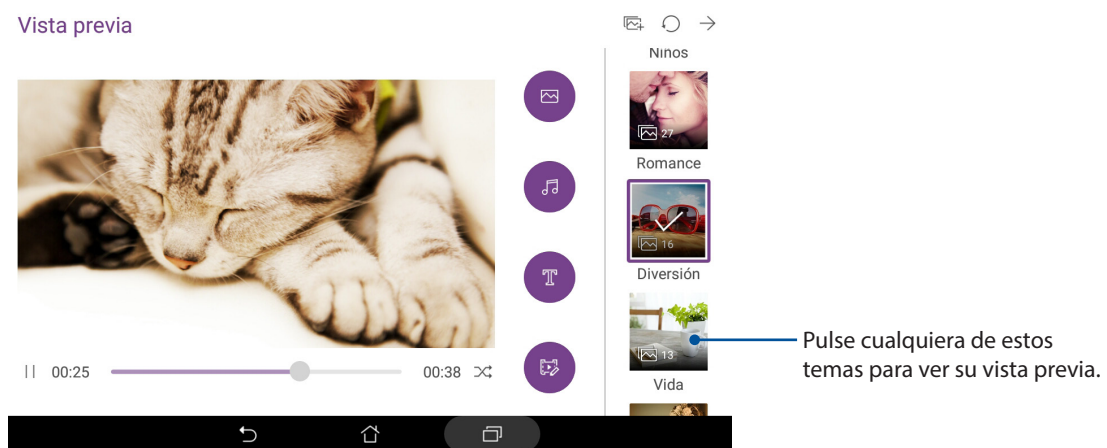 Vista previa
Niños
27
Romance
16
Diversión
13
Vida
00:25
00:38
T
Pulse cualquiera de estos
temas para ver su vista previa.